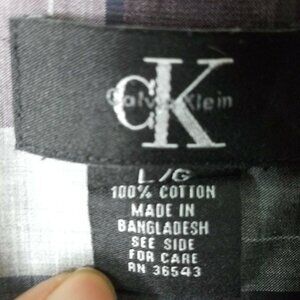 cK
Calvin Klein
L/G
100% COTTON
MADE IN
BANGLADESH
SEE SIDE
FOR CARE
RN 36543